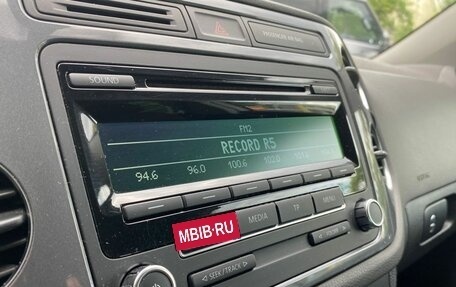 PASSENGER AIR BAG
SOUND
FM2
RECORD R5
94.6 96.0 100.6 102.0
MBIB·RU
MEDIA
TP
MENU
SEEK/TRACK